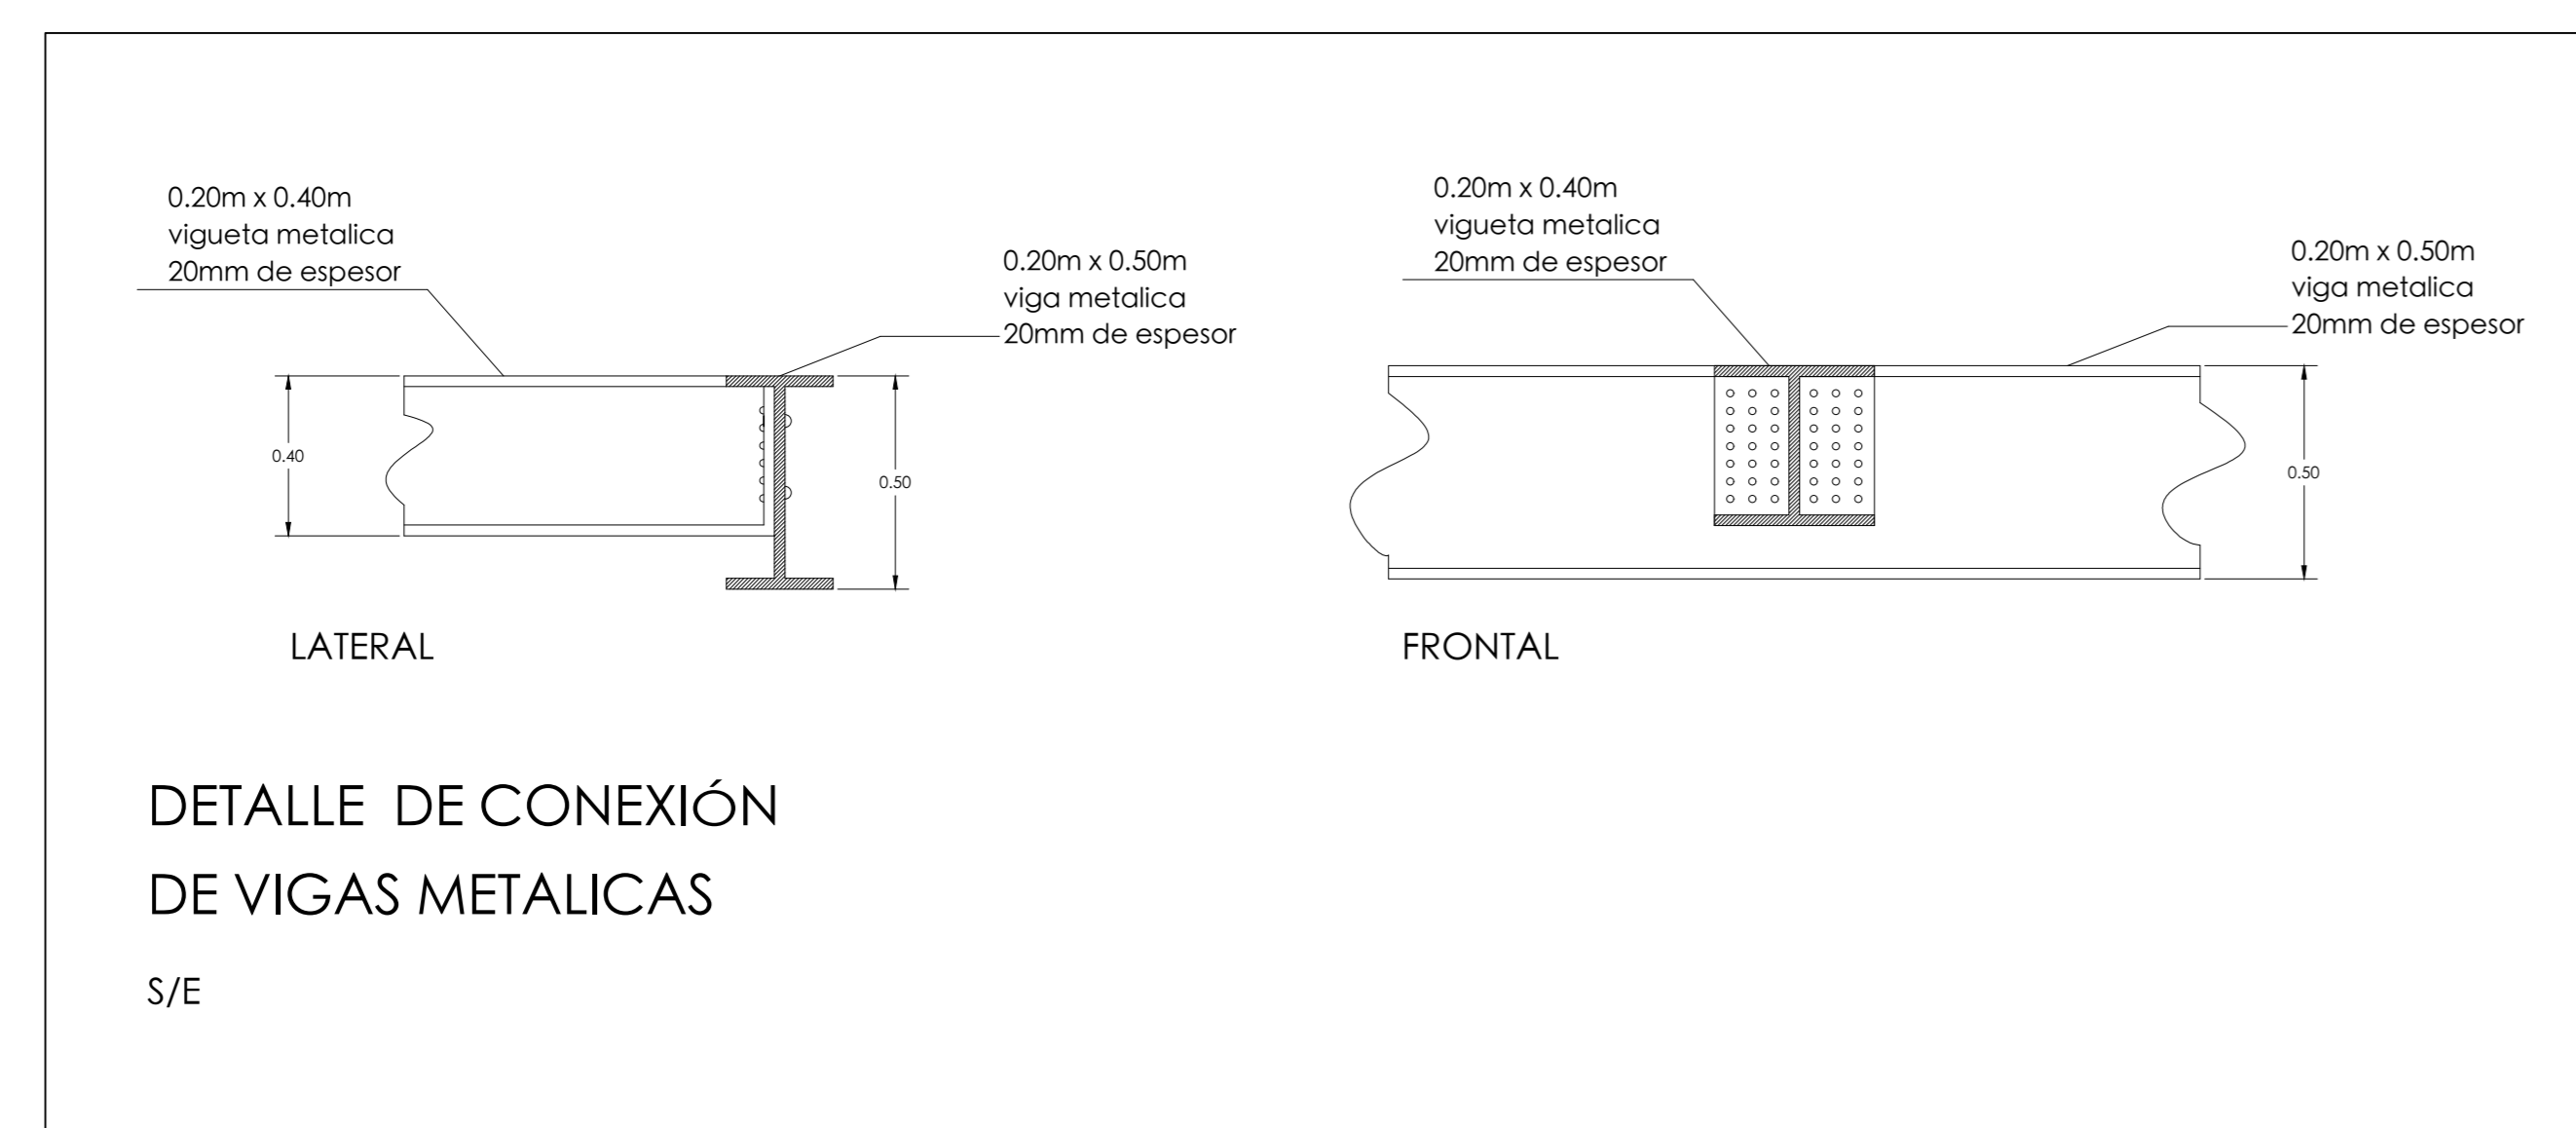 0.20m x 0.40m
vigueta metalica
20mm de espesor
0.20m x 0.50m
viga metalica
20mm de espesor
0.40
0.50
LATERAL
0.20m x 0.40m
vigueta metalica
20mm de espesor
0.20m x 0.50m
viga metalica
20mm de espesor
0.50
FRONTAL
DETALLE DE CONEXIÓN
DE VIGAS METALICAS
S/E